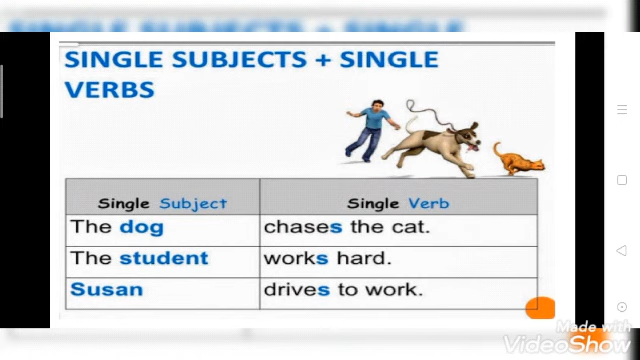 SINGLE SUBJECTS + SINGLE
VERBS
Single Subject Single Verb
The dog chases the cat.
The student works hard.
Susan drives to work.
Made with
VideoShow